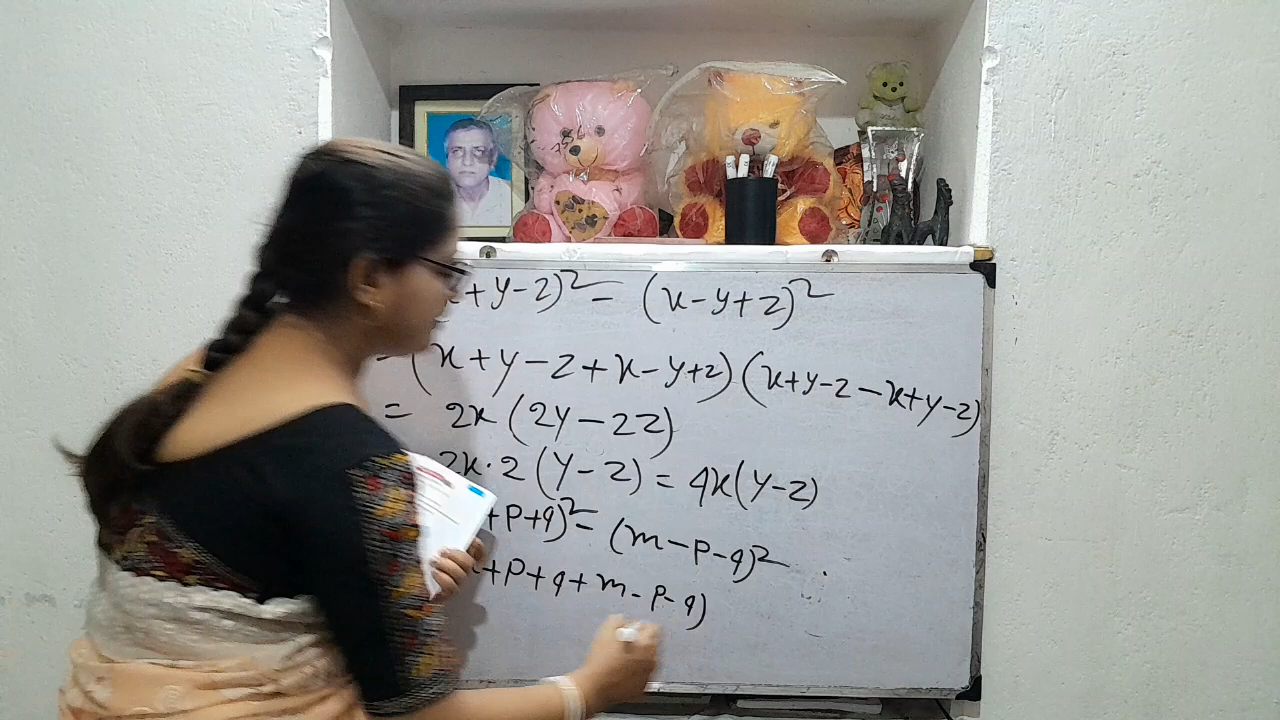 +y-z)² - (x-y+z)²
= (x+y-z+x-y+z)(x+y-z-x+y-z)
= 2x(2y-2z)
2x·2(y-z) = 4x(y-z)
+p+q)² - (m-p-q)²
+p+q+m-p-q)